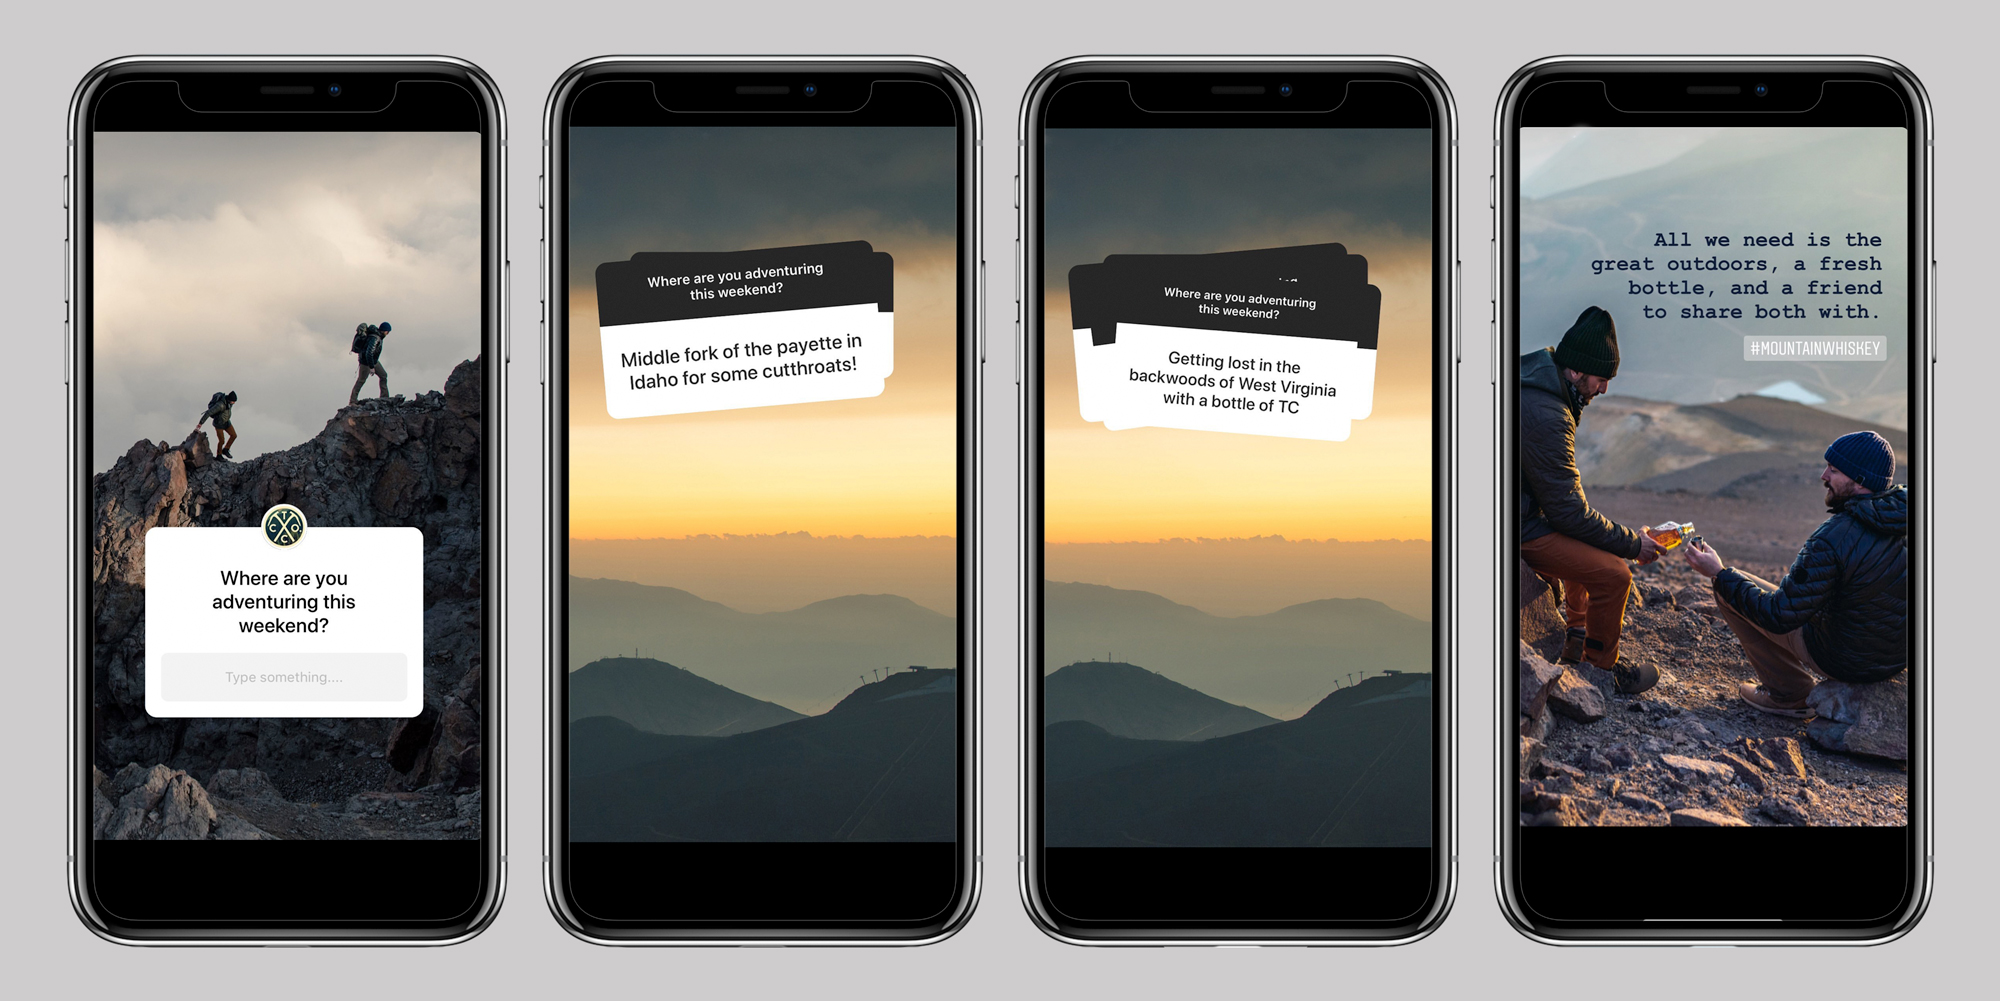 T
C O.
C
Where are you
adventuring this
weekend?
Type something....
Where are you adventuring
this weekend?
Middle fork of the payette in
Idaho for some cutthroats!
Where are you adventuring
this weekend?
Getting lost in the
backwoods of West Virginia
with a bottle of TC
All we need is the
great outdoors, a fresh
bottle, and a friend
to share both with.
#MOUNTAINWHISKEY